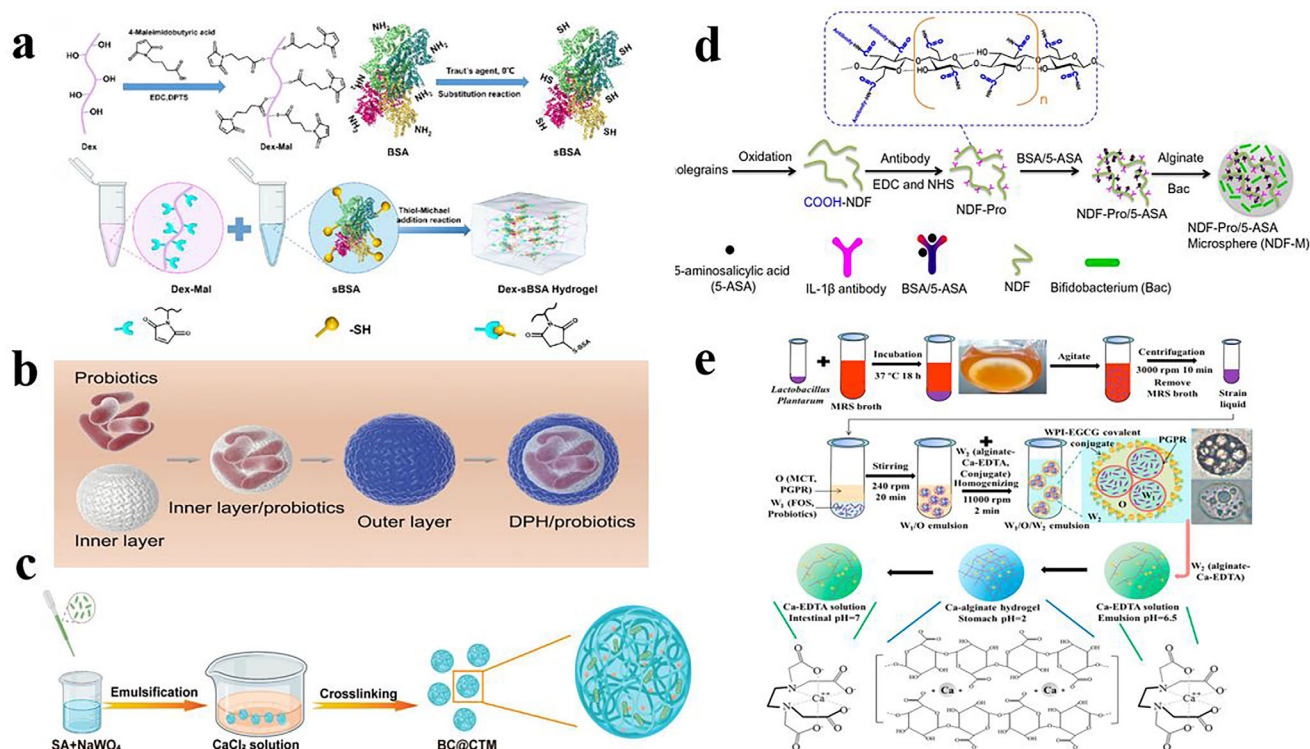 a
4-Maleimidobutyric acid
EDC,DPTS
Dex
Dex-Mal
BSA
Traut's agent, 0℃
Substitution reaction
sBSA
Thiol-Michael
addition reaction
Dex-Mal
sBSA
Dex-sBSA Hydrogel
-SH
S-BSA
b
Probiotics
Inner layer
Inner layer/probiotics
Outer layer
DPH/probiotics
c
SA+NaWO₄
Emulsification
CaCl₂ solution
Crosslinking
BC@CTM
d
Antibody
n
olegrains
Oxidation
COOH-NDF
Antibody
EDC and NHS
NDF-Pro
BSA/5-ASA
NDF-Pro/5-ASA
Alginate
Bac
NDF-Pro/5-ASA
Microsphere (NDF-M)
5-aminosalicylic acid
(5-ASA)
IL-1β antibody
BSA/5-ASA
NDF
Bifidobacterium (Bac)
e
Lactobacillus
Plantarum
MRS broth
Incubation
37 ºC 18 h
Agitate
Centrifugation
3000 rpm 10 min
Remove
MRS broth
Strain
liquid
O (MCT,
PGPR)
W₁ (FOS,
Probiotics)
Stirring
240 rpm
20 min
W₁/O emulsion
W₂ (alginate-
Ca-EDTA,
Conjugate)
Homogenizing
11000 rpm
2 min
W₁/O/W₂ emulsion
WPI-EGCG covalent
conjugate
PGPR
W₁
O
W₂
W₂ (alginate-
Ca-EDTA)
Ca-EDTA solution
Intestinal pH=7
Ca-alginate hydrogel
Stomach pH=2
Ca-EDTA solution
Emulsion pH=6.5